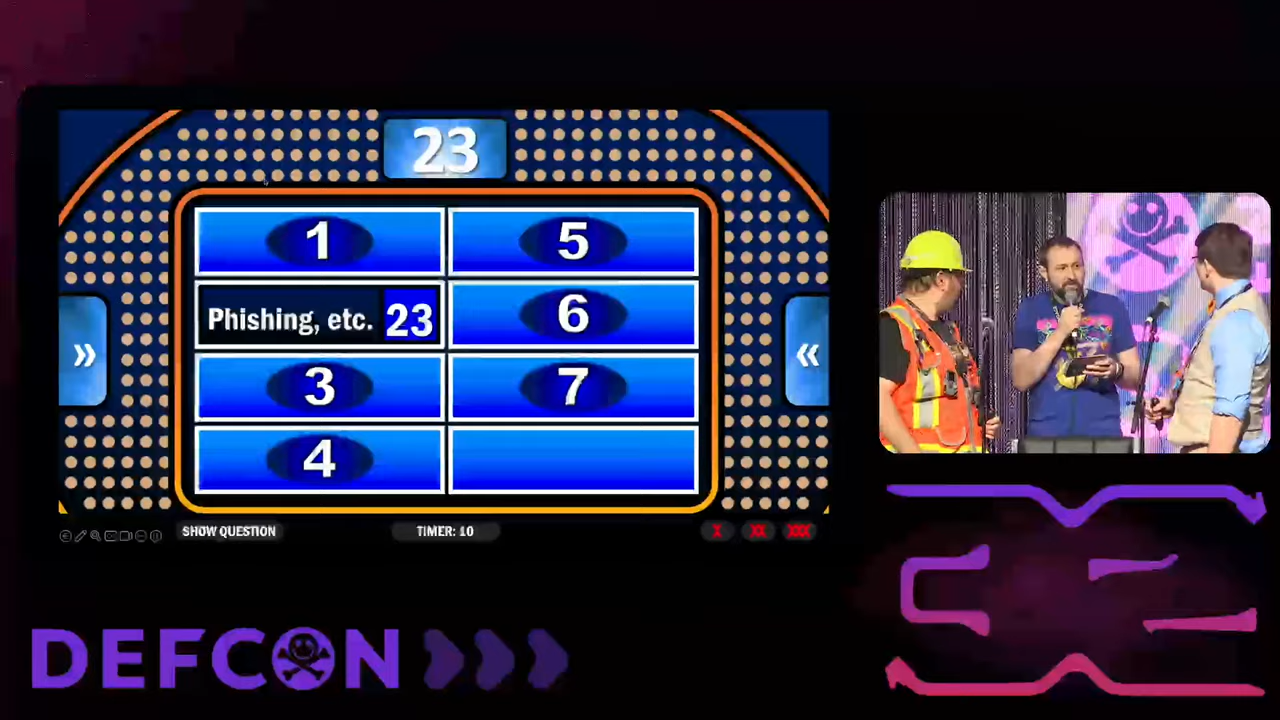 23
1
5
Phishing, etc. 23
6
3
7
4
SHOW QUESTION
TIMER: 10
X
XX
XXX
DEFCON